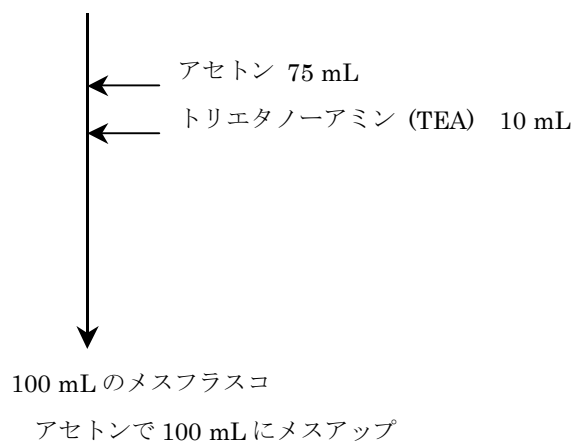 アセトン 75 mL
トリエタノーアミン (TEA) 10 mL
100 mL のメスフラスコ
アセトンで 100 mL にメスアップ